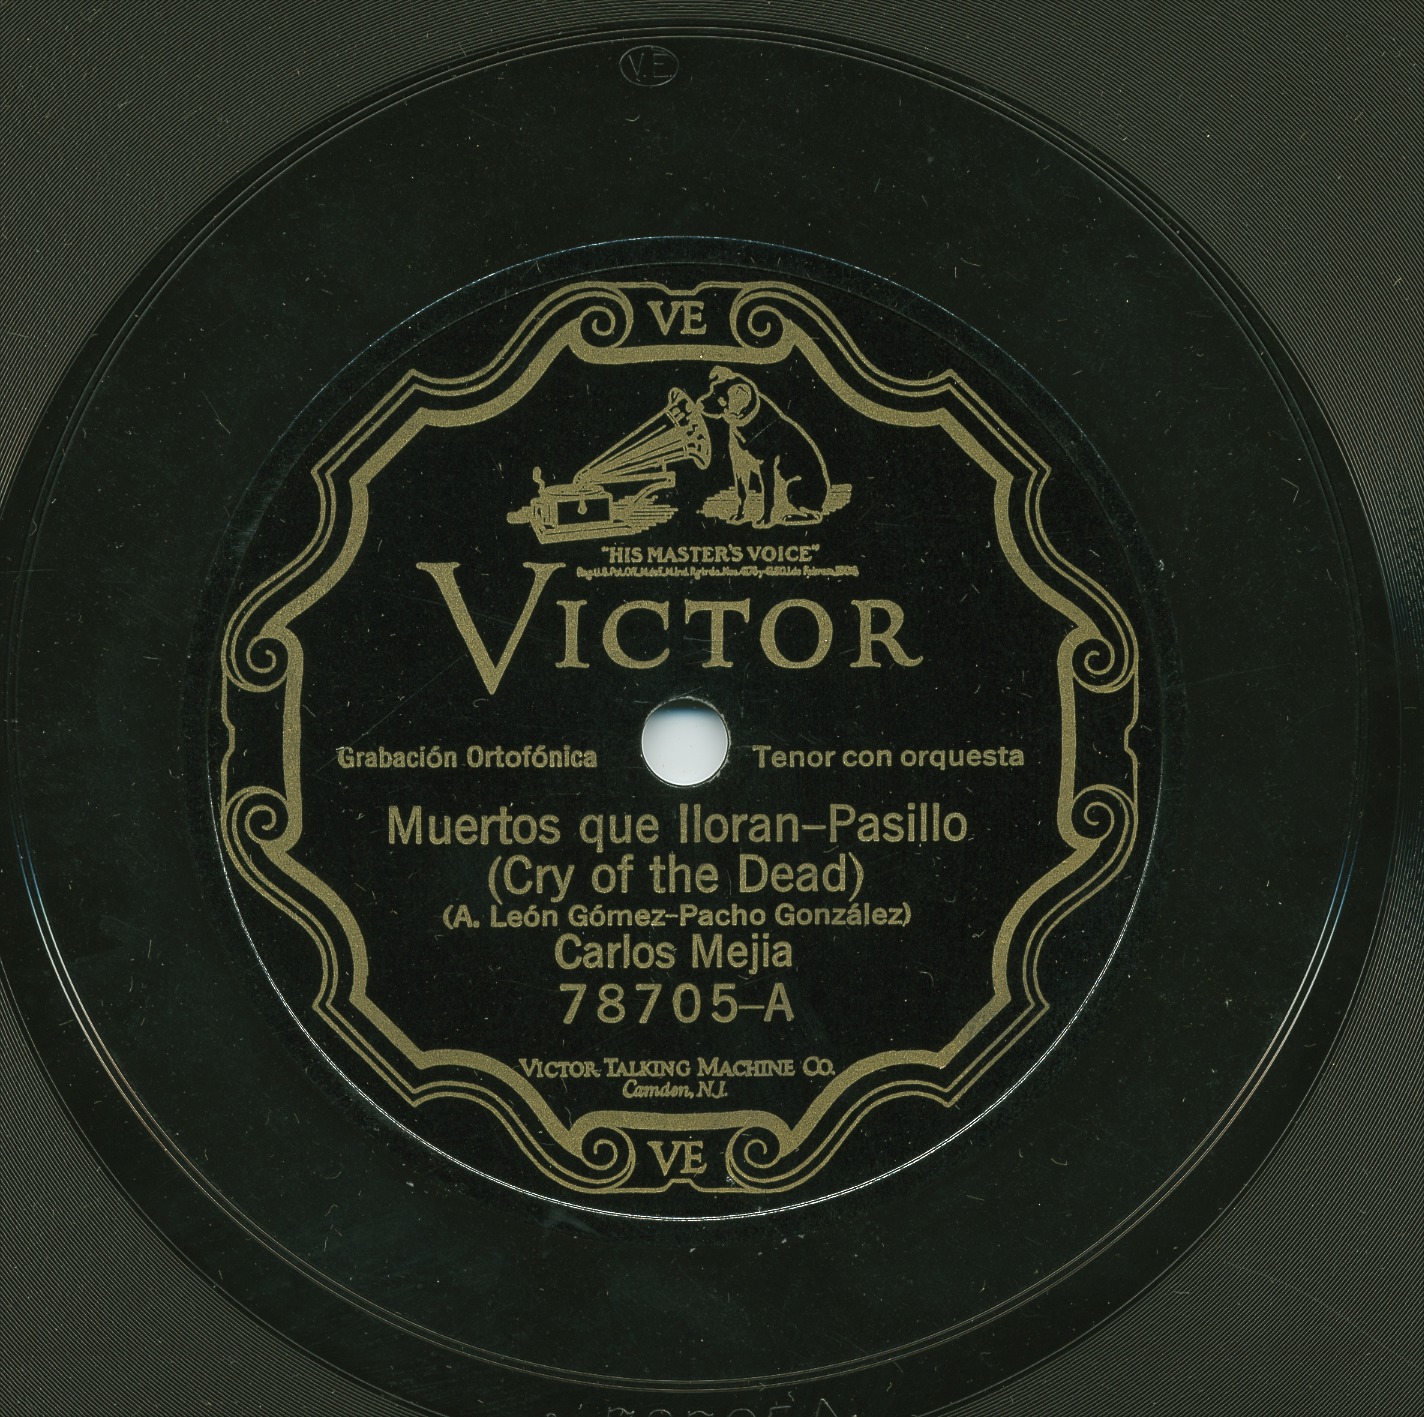 V.E.
VE
"HIS MASTER'S VOICE"
VICTOR
Grabación Ortofónica
Tenor con orquesta
Muertos que lloran–Pasillo
(Cry of the Dead)
(A. León Gómez–Pacho González)
Carlos Mejia
78705–A
VICTOR TALKING MACHINE CO.
Camden, N.J.
VE